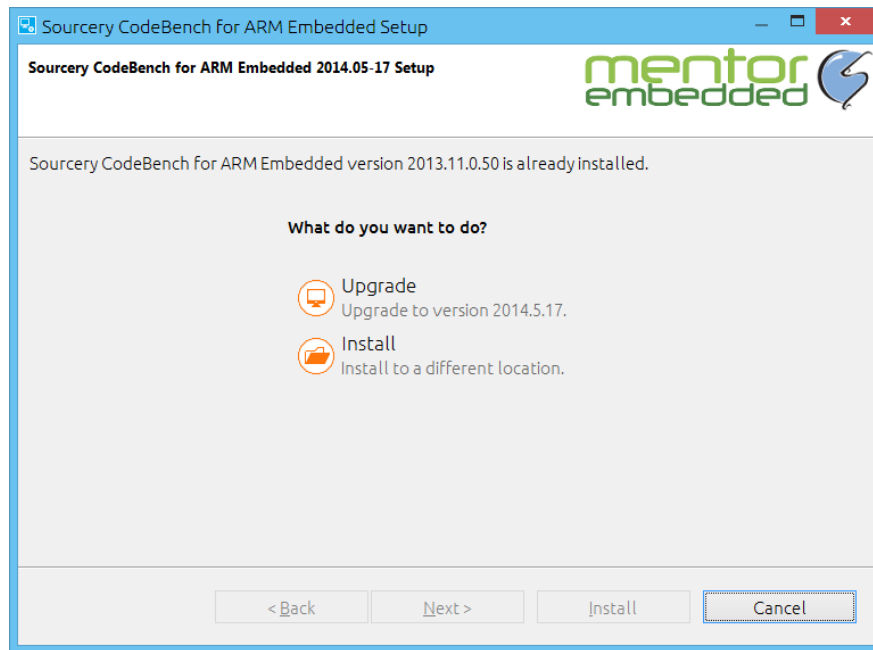 Sourcery CodeBench for ARM Embedded Setup
Sourcery CodeBench for ARM Embedded 2014.05-17 Setup
mentor
embedded
Sourcery CodeBench for ARM Embedded version 2013.11.0.50 is already installed.
What do you want to do?
Upgrade
Upgrade to version 2014.5.17.
Install
Install to a different location.
< Back Next > Install Cancel